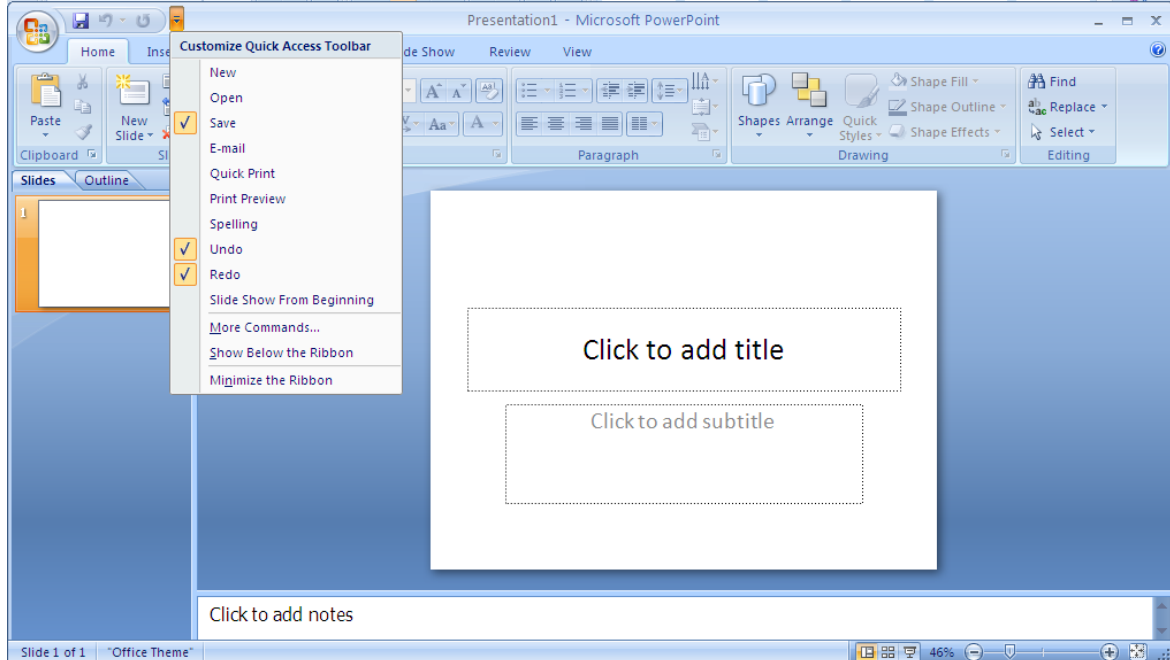 Presentation1 - Microsoft PowerPoint
Home Inse de Show Review View
Customize Quick Access Toolbar
New
Open
Save
E-mail
Quick Print
Print Preview
Spelling
Undo
Redo
Slide Show From Beginning
More Commands...
Show Below the Ribbon
Minimize the Ribbon
Paste
Clipboard
New
Slide
Sl
Aa
A
Paragraph
Shapes Arrange Quick
Styles
Shape Fill
Shape Outline
Shape Effects
Drawing
Find
Replace
Select
Editing
Slides Outline
1
Click to add title
Click to add subtitle
Click to add notes
Slide 1 of 1 "Office Theme" 46%